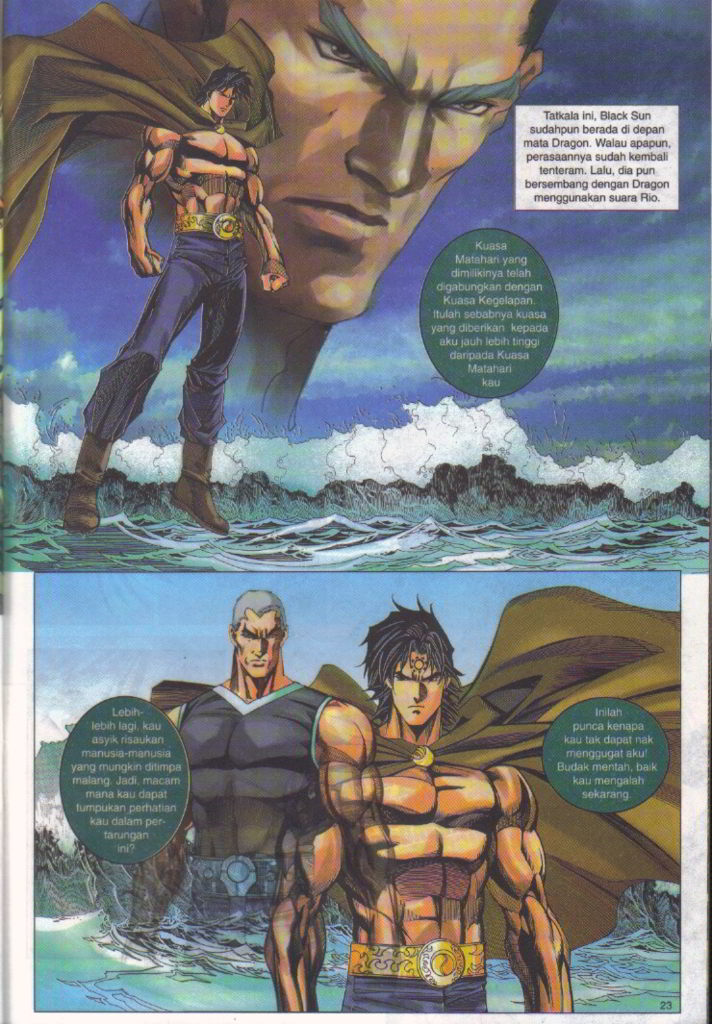 Tatkala ini, Black Sun
sudahpun berada di depan
mata Dragon. Walau apapun,
perasaannya sudah kembali
tenteram. Lalu, dia pun
bersembang dengan Dragon
menggunakan suara Rio.
Kuasa
Matahari yang
dimilikinya telah
digabungkan dengan
Kuasa Kegelapan.
Itulah sebabnya kuasa
yang diberikan kepada
aku jauh lebih tinggi
daripada Kuasa
Matahari
kau
Lebih-
lebih lagi, kau
asyik risaukan
manusia-manusia
yang mungkin ditimpa
malang. Jadi, macam
mana kau dapat
tumpukan perhatian
kau dalam per-
tarungan
ini?
Inilah
punca kenapa
kau tak dapat nak
menggugat aku!
Budak mentah, baik
kau mengalah
sekarang.
23